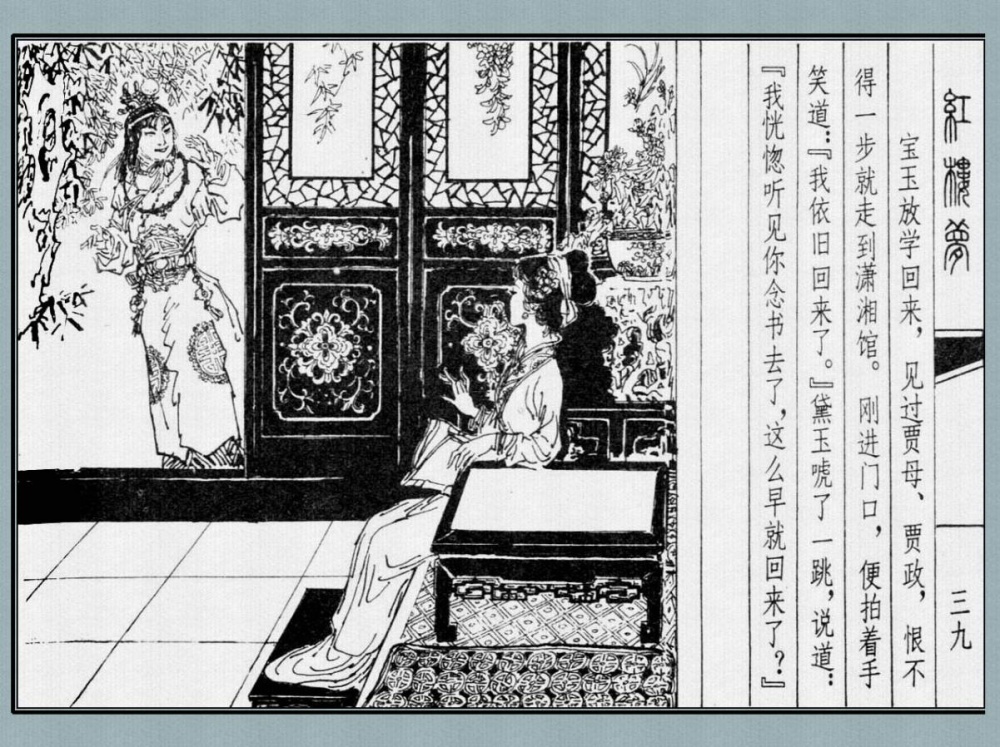 紅樓夢
三九
宝玉放学回来，见过贾母、贾政，恨不
得一步就走到潇湘馆。刚进门口，便拍着手
笑道：『我依旧回来了。』黛玉唬了一跳，说道：
『我恍惚听见你念书去了，这么早就回来了？』